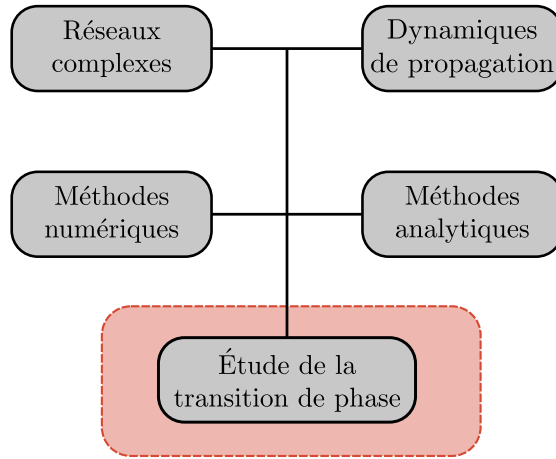 Réseaux
complexes
Dynamiques
de propagation
Méthodes
numériques
Méthodes
analytiques
Étude de la
transition de phase